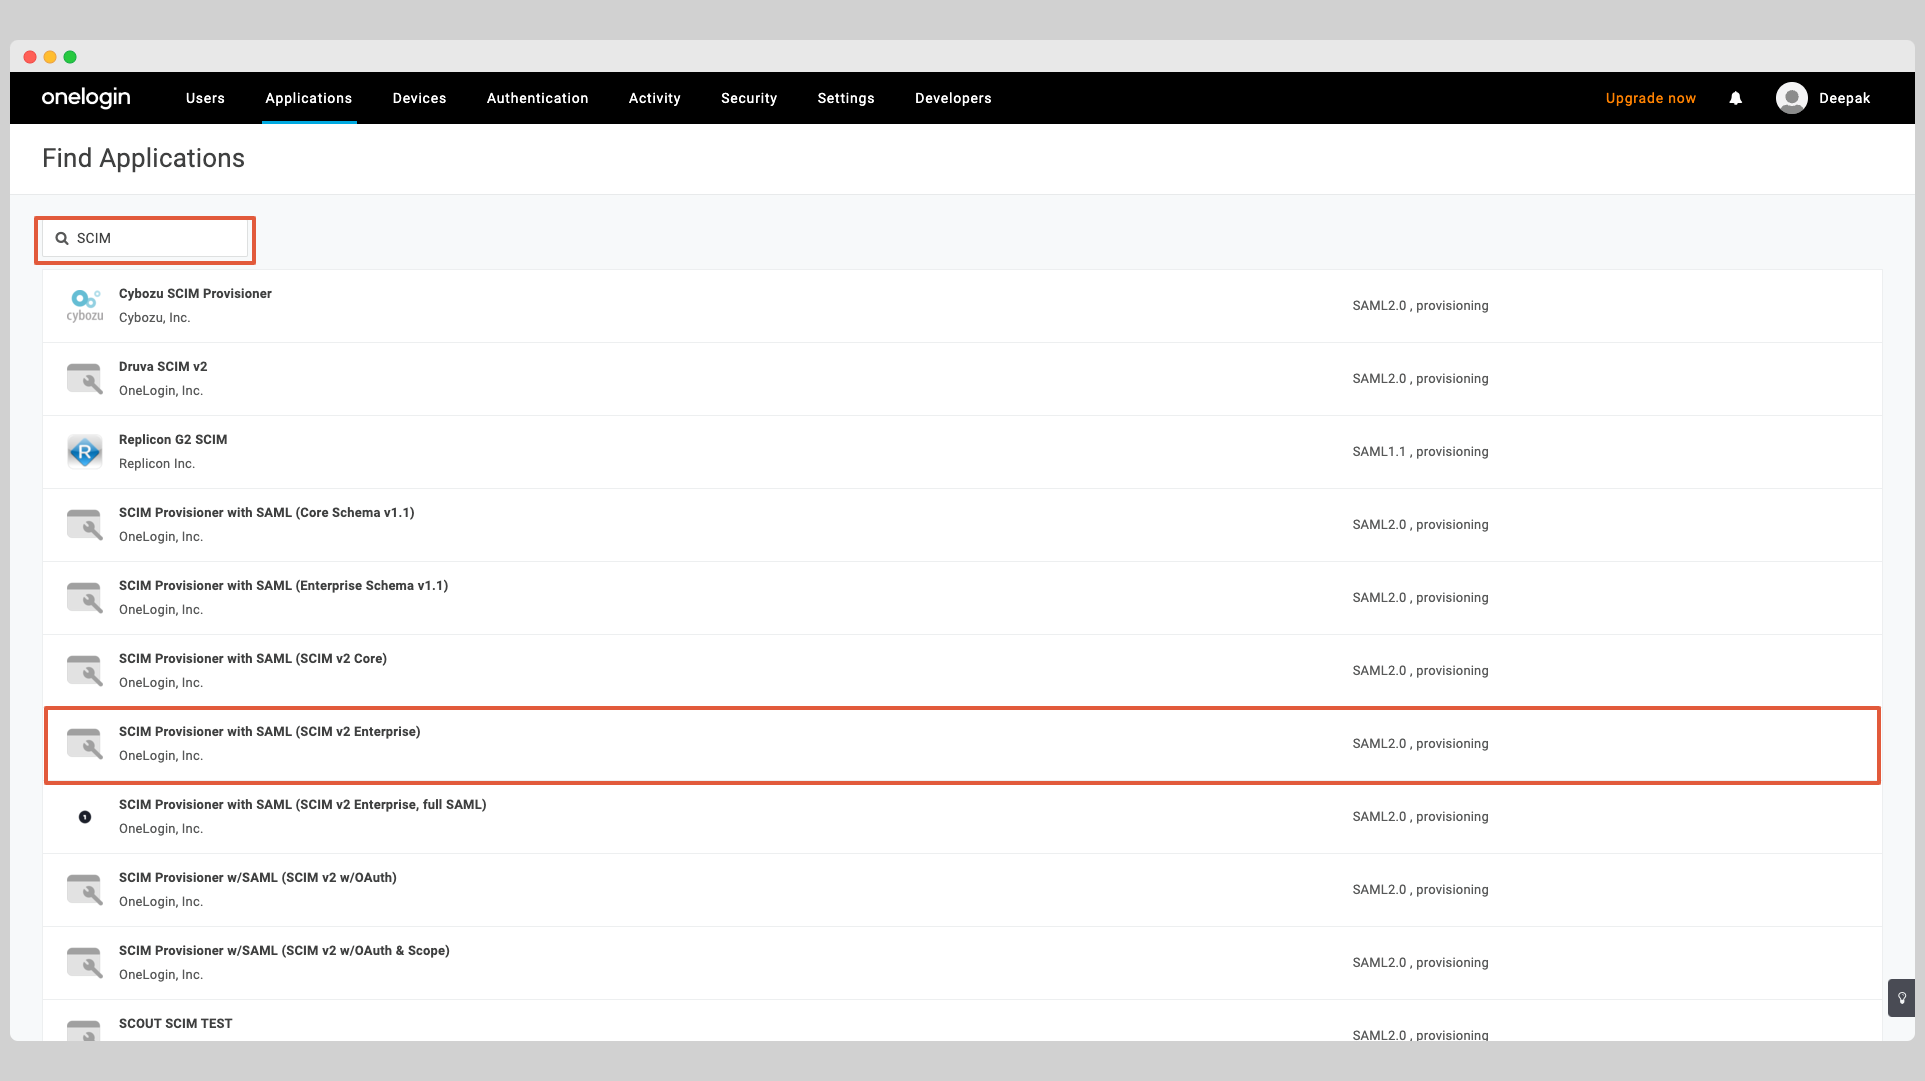 onelogin Users Applications Devices Authentication Activity Security Settings Developers Upgrade now Deepak
Find Applications
SCIM
cybozu
Cybozu SCIM Provisioner
Cybozu, Inc.
SAML2.0 , provisioning
Druva SCIM v2
OneLogin, Inc.
SAML2.0 , provisioning
R
Replicon G2 SCIM
Replicon Inc.
SAML1.1 , provisioning
SCIM Provisioner with SAML (Core Schema v1.1)
OneLogin, Inc.
SAML2.0 , provisioning
SCIM Provisioner with SAML (Enterprise Schema v1.1)
OneLogin, Inc.
SAML2.0 , provisioning
SCIM Provisioner with SAML (SCIM v2 Core)
OneLogin, Inc.
SAML2.0 , provisioning
SCIM Provisioner with SAML (SCIM v2 Enterprise)
OneLogin, Inc.
SAML2.0 , provisioning
1
SCIM Provisioner with SAML (SCIM v2 Enterprise, full SAML)
OneLogin, Inc.
SAML2.0 , provisioning
SCIM Provisioner w/SAML (SCIM v2 w/OAuth)
OneLogin, Inc.
SAML2.0 , provisioning
SCIM Provisioner w/SAML (SCIM v2 w/OAuth & Scope)
OneLogin, Inc.
SAML2.0 , provisioning
SCOUT SCIM TEST
SAML2.0 , provisioning